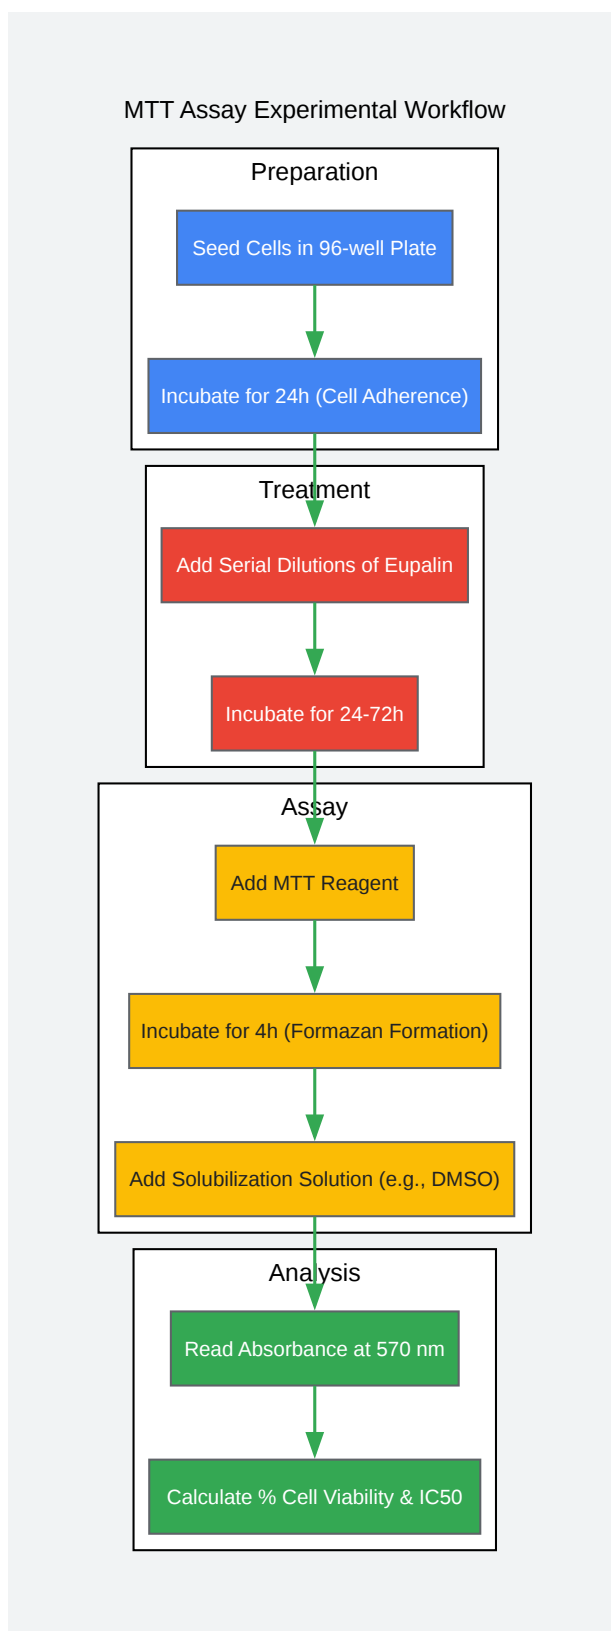 MTT Assay Experimental Workflow
Preparation
Seed Cells in 96-well Plate
Incubate for 24h (Cell Adherence)
Treatment
Add Serial Dilutions of Eupalin
Incubate for 24-72h
Assay
Add MTT Reagent
Incubate for 4h (Formazan Formation)
Add Solubilization Solution (e.g., DMSO)
Analysis
Read Absorbance at 570 nm
Calculate % Cell Viability & IC50